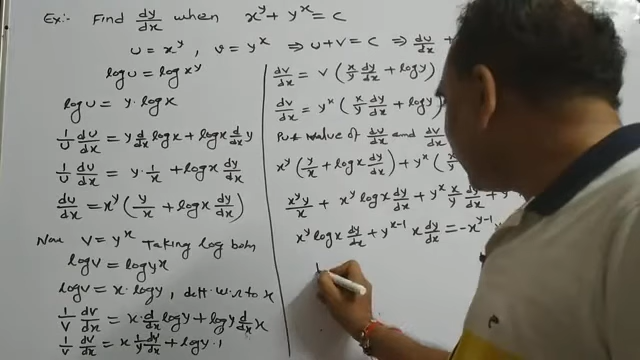 Ex:- Find dy/dx when x^y + y^x = c
u = x^y , v = y^x ⇒ u+v = c ⇒ du/dx +
log u = log x^y
log u = y · log x
1/u du/dx = y d/dx log x + log x d/dx y
1/u du/dx = y · 1/x + log x dy/dx
du/dx = x^y ( y/x + log x dy/dx )
Now v = y^x Taking log both
log v = log y^x
log v = x · log y , diff w.r. to x
1/v dv/dx = x · d/dx log y + log y d/dx x
1/v dv/dx = x 1/y dy/dx + log y · 1
dv/dx = v ( x/y dy/dx + log y )
dv/dx = y^x ( x/y dy/dx + log y )
Put value of du/dx and dv/dx
x^y ( y/x + log x dy/dx ) + y^x ( x/y
x^y y/x + x^y log x dy/dx + y^x x/y dy/dx + y
x^y log x dy/dx + y^x-1 x dy/dx = -x^y-1